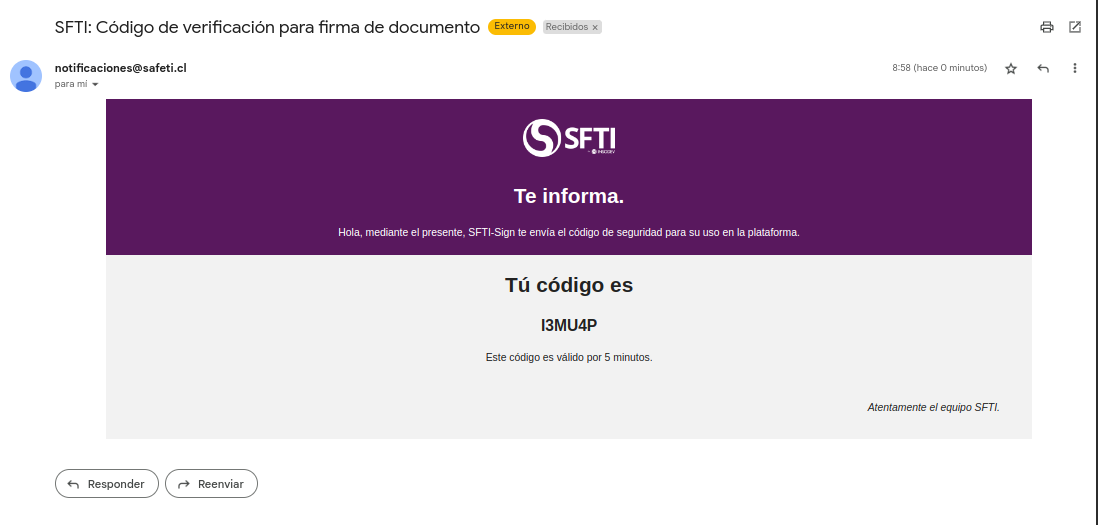 SFTI: Código de verificación para firma de documento Externo Recibidos ×
notificaciones@safeti.cl 8:58 (hace 0 minutos)
para mí
SFTI
Te informa.
Hola, mediante el presente, SFTI-Sign te envía el código de seguridad para su uso en la plataforma.
Tú código es
I3MU4P
Este código es válido por 5 minutos.
Atentamente el equipo SFTI.
Responder Reenviar